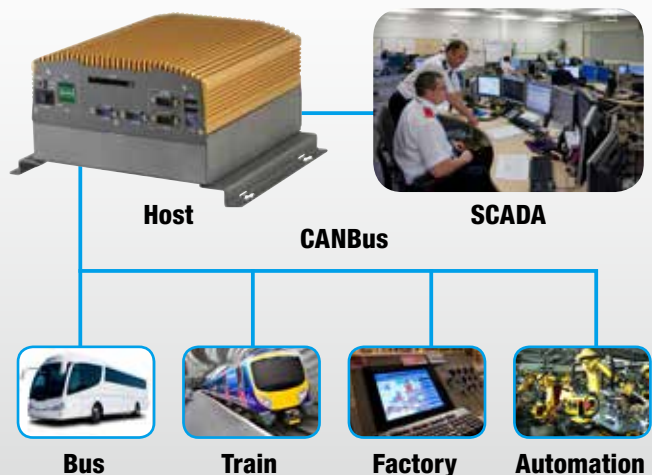 Host
SCADA
CANBus
Bus
Train
Factory
Automation